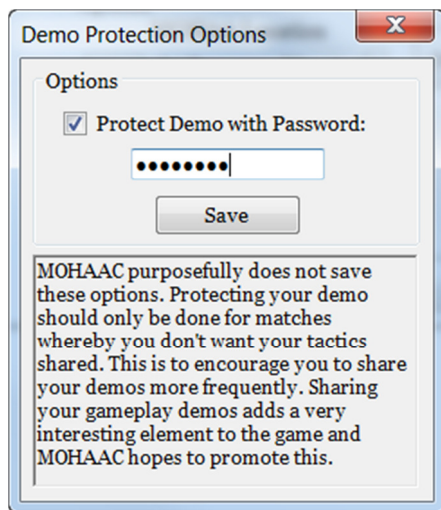 Demo Protection Options
Options
Protect Demo with Password:
●●●●●●●●
Save
MOHAAC purposefully does not save
these options. Protecting your demo
should only be done for matches
whereby you don't want your tactics
shared. This is to encourage you to share
your demos more frequently. Sharing
your gameplay demos adds a very
interesting element to the game and
MOHAAC hopes to promote this.